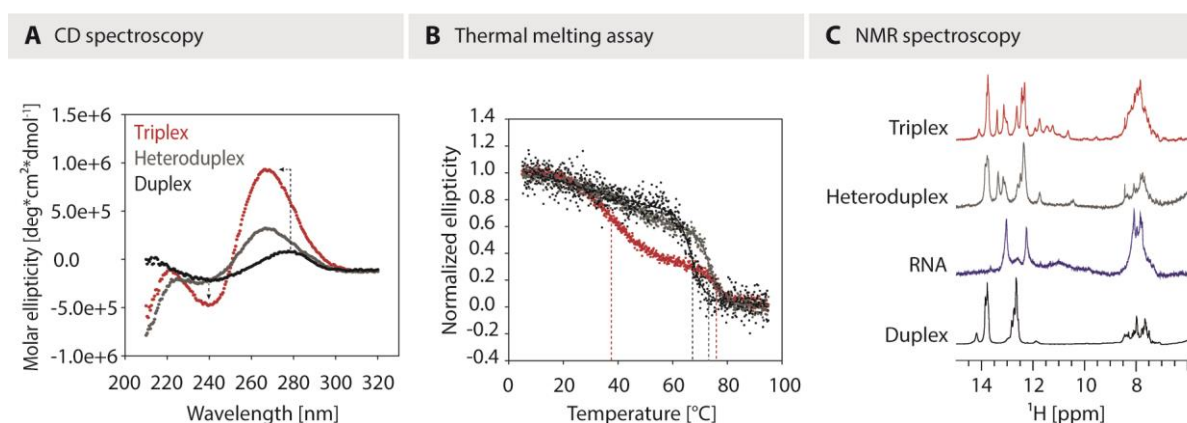 A CD spectroscopy
B Thermal melting assay
C NMR spectroscopy
Molar ellipticity [deg*cm²*dmol⁻¹]
1.5e+6
1.0e+6
5.0e+5
0.0
-5.0e+5
-1.0e+6
Triplex
Heteroduplex
Duplex
200 220 240 260 280 300 320
Wavelength [nm]
Normalized ellipticity
1.4
1.2
1.0
0.8
0.6
0.4
0.2
0.0
-0.2
-0.4
0 20 40 60 80 100
Temperature [°C]
Triplex
Heteroduplex
RNA
Duplex
14 12 10 8
¹H [ppm]